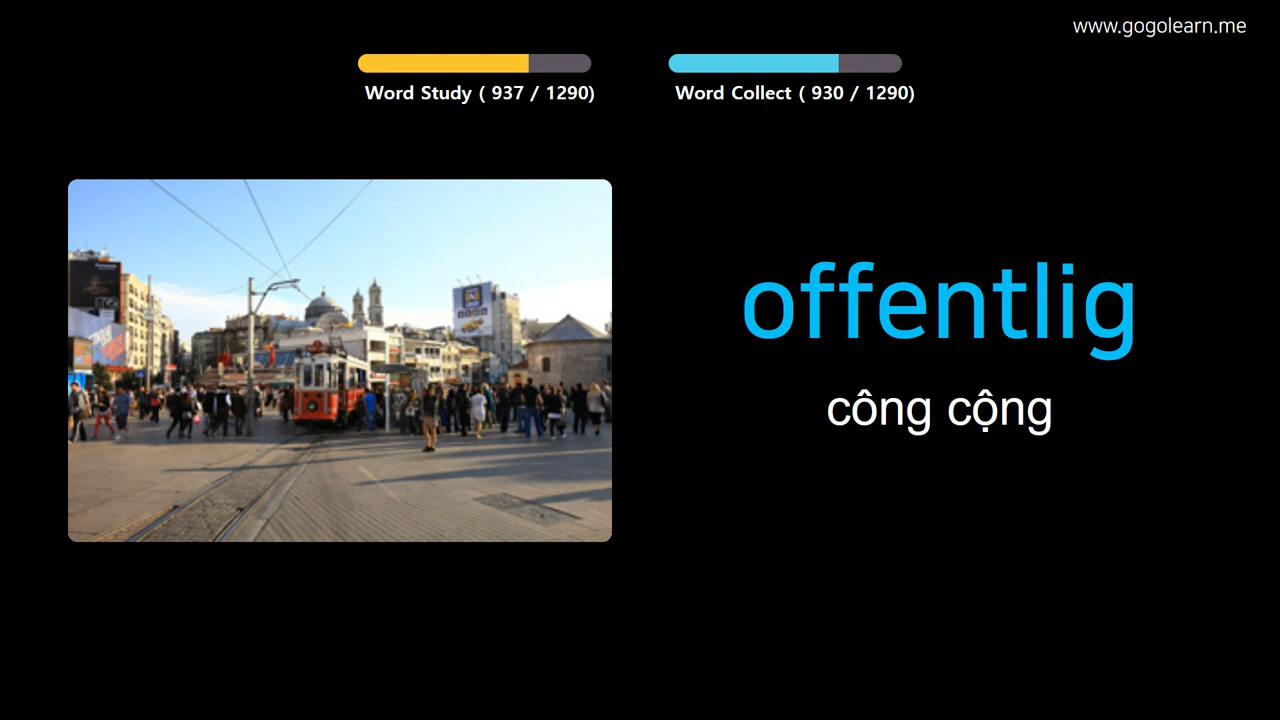 www.gogolearn.me
Word Study ( 937 / 1290)
Word Collect ( 930 / 1290)
offentlig
công cộng